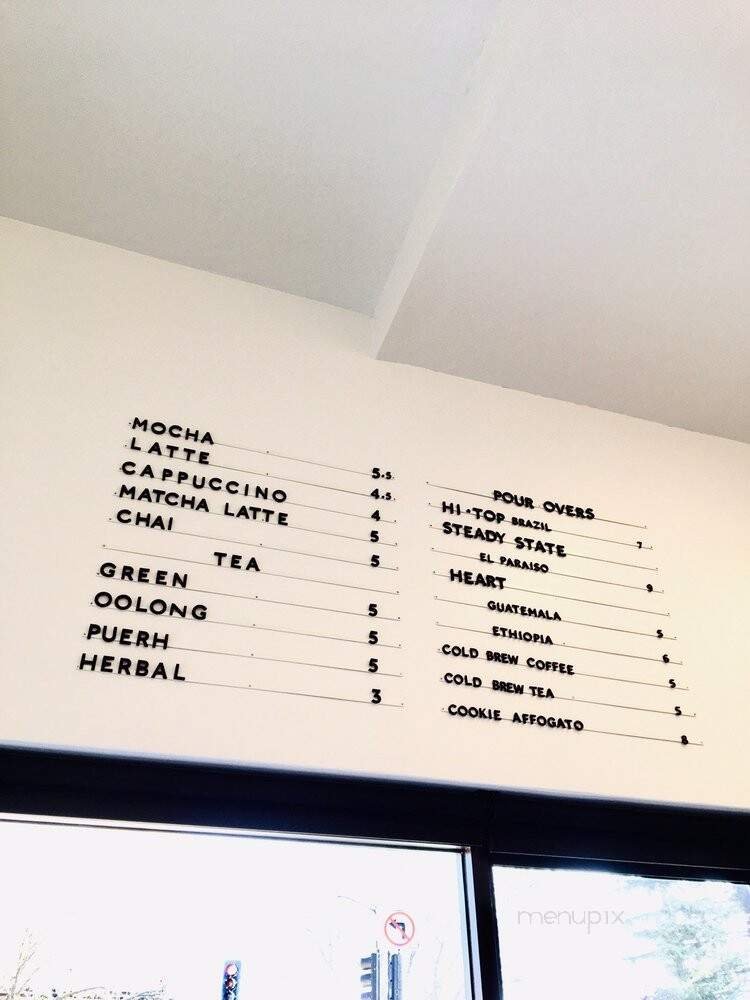 MOCHA 5.5
LATTE 4.5
CAPPUCCINO 4
MATCHA LATTE 5
CHAI 5
TEA
GREEN 5
OOLONG 5
PUERH 5
HERBAL 3
POUR OVERS
HI-TOP BRAZIL 7
STEADY STATE
EL PARAISO 9
HEART
GUATEMALA 5
ETHIOPIA 6
COLD BREW COFFEE 5
COLD BREW TEA 5
COOKIE AFFOGATO 8
menupix